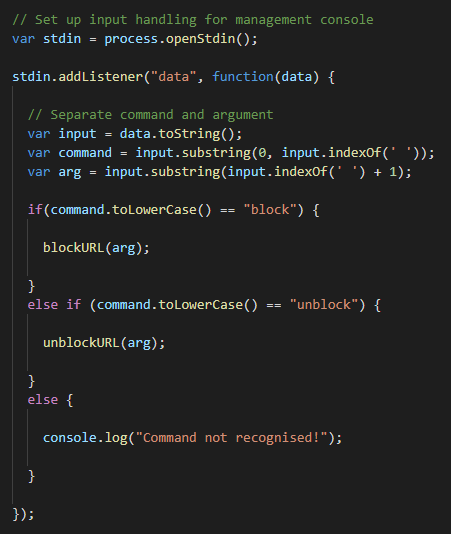 // Set up input handling for management console
var stdin = process.openStdin();
stdin.addListener("data", function(data) {
// Separate command and argument
var input = data.toString();
var command = input.substring(0, input.indexOf(' '));
var arg = input.substring(input.indexOf(' ') + 1);
if(command.toLowerCase() == "block") {
blockURL(arg);
}
else if (command.toLowerCase() == "unblock") {
unblockURL(arg);
}
else {
console.log("Command not recognised!");
}
});